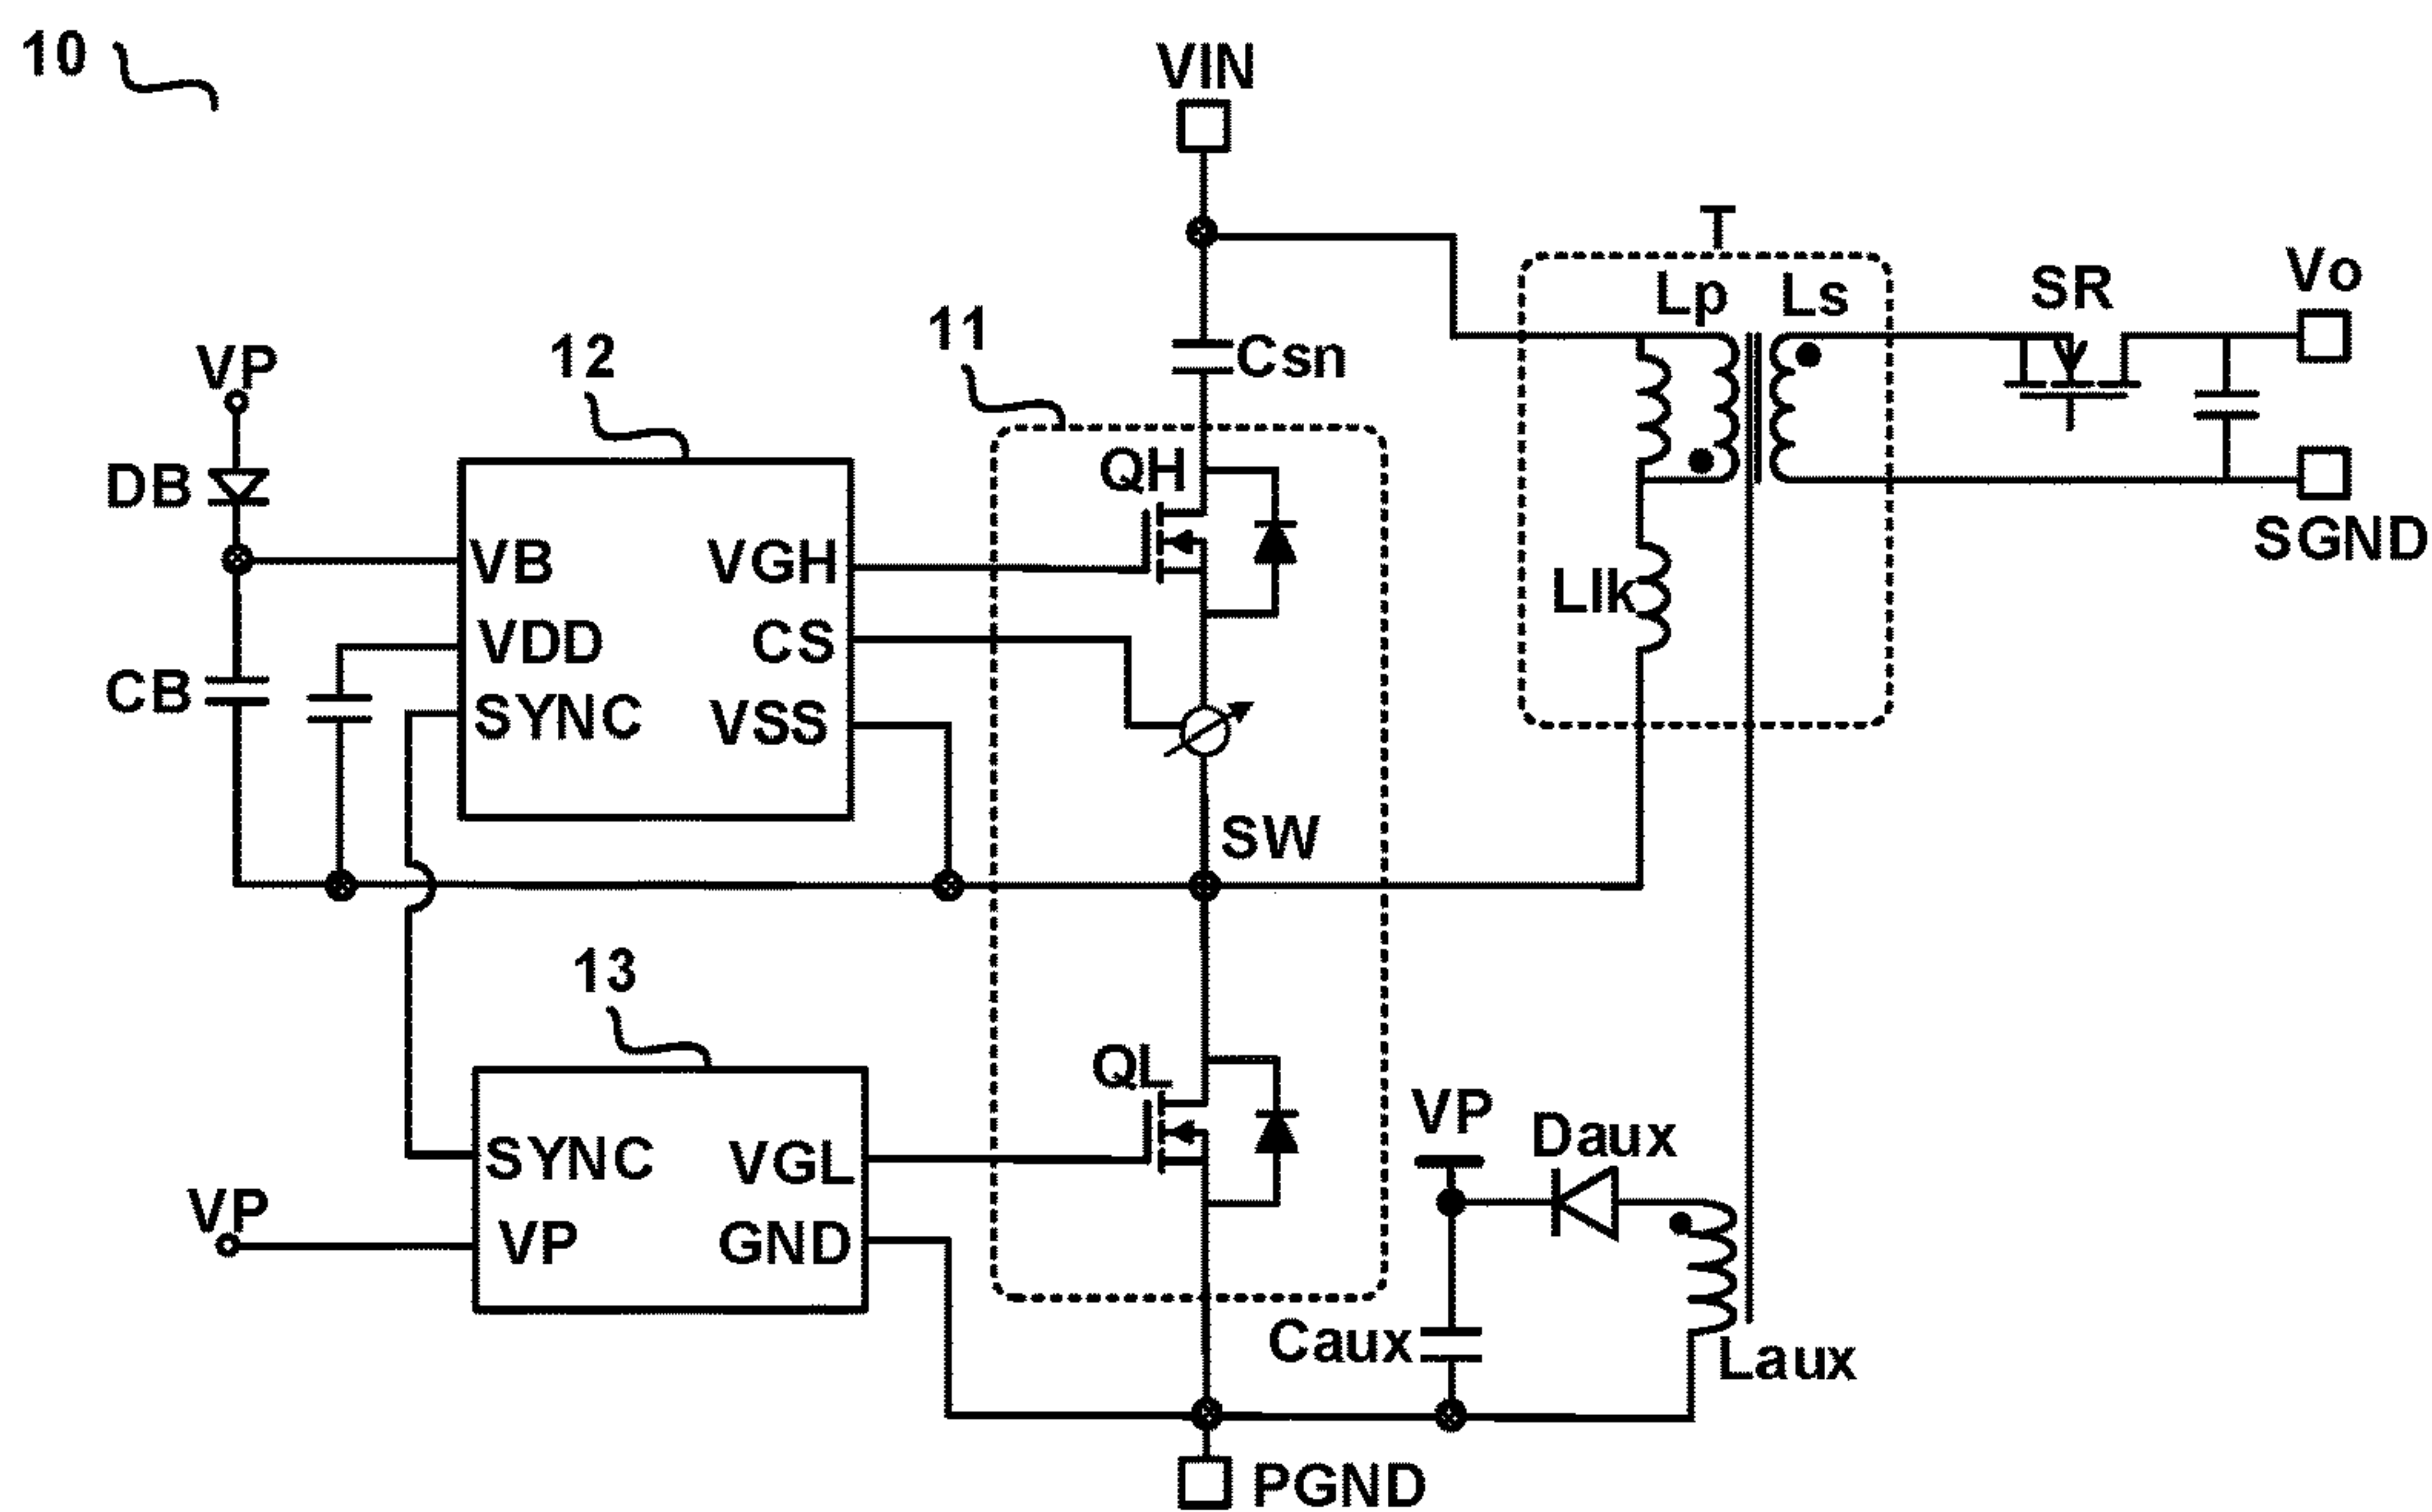 10
VIN
T
Lp
Ls
SR
Vo
SGND
11
Csn
12
VP
DB
CB
VB
VDD
SYNC
VGH
CS
VSS
QH
Llk
SW
13
SYNC
VP
VGL
GND
VP
QL
VP
Daux
Caux
Laux
PGND